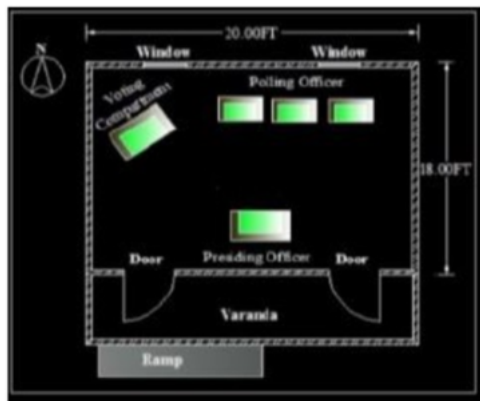 20.00FT
N
Window
Window
Voting
Compartment
Polling Officer
18.00FT
Door
Presiding Officer
Door
Varanda
Ramp